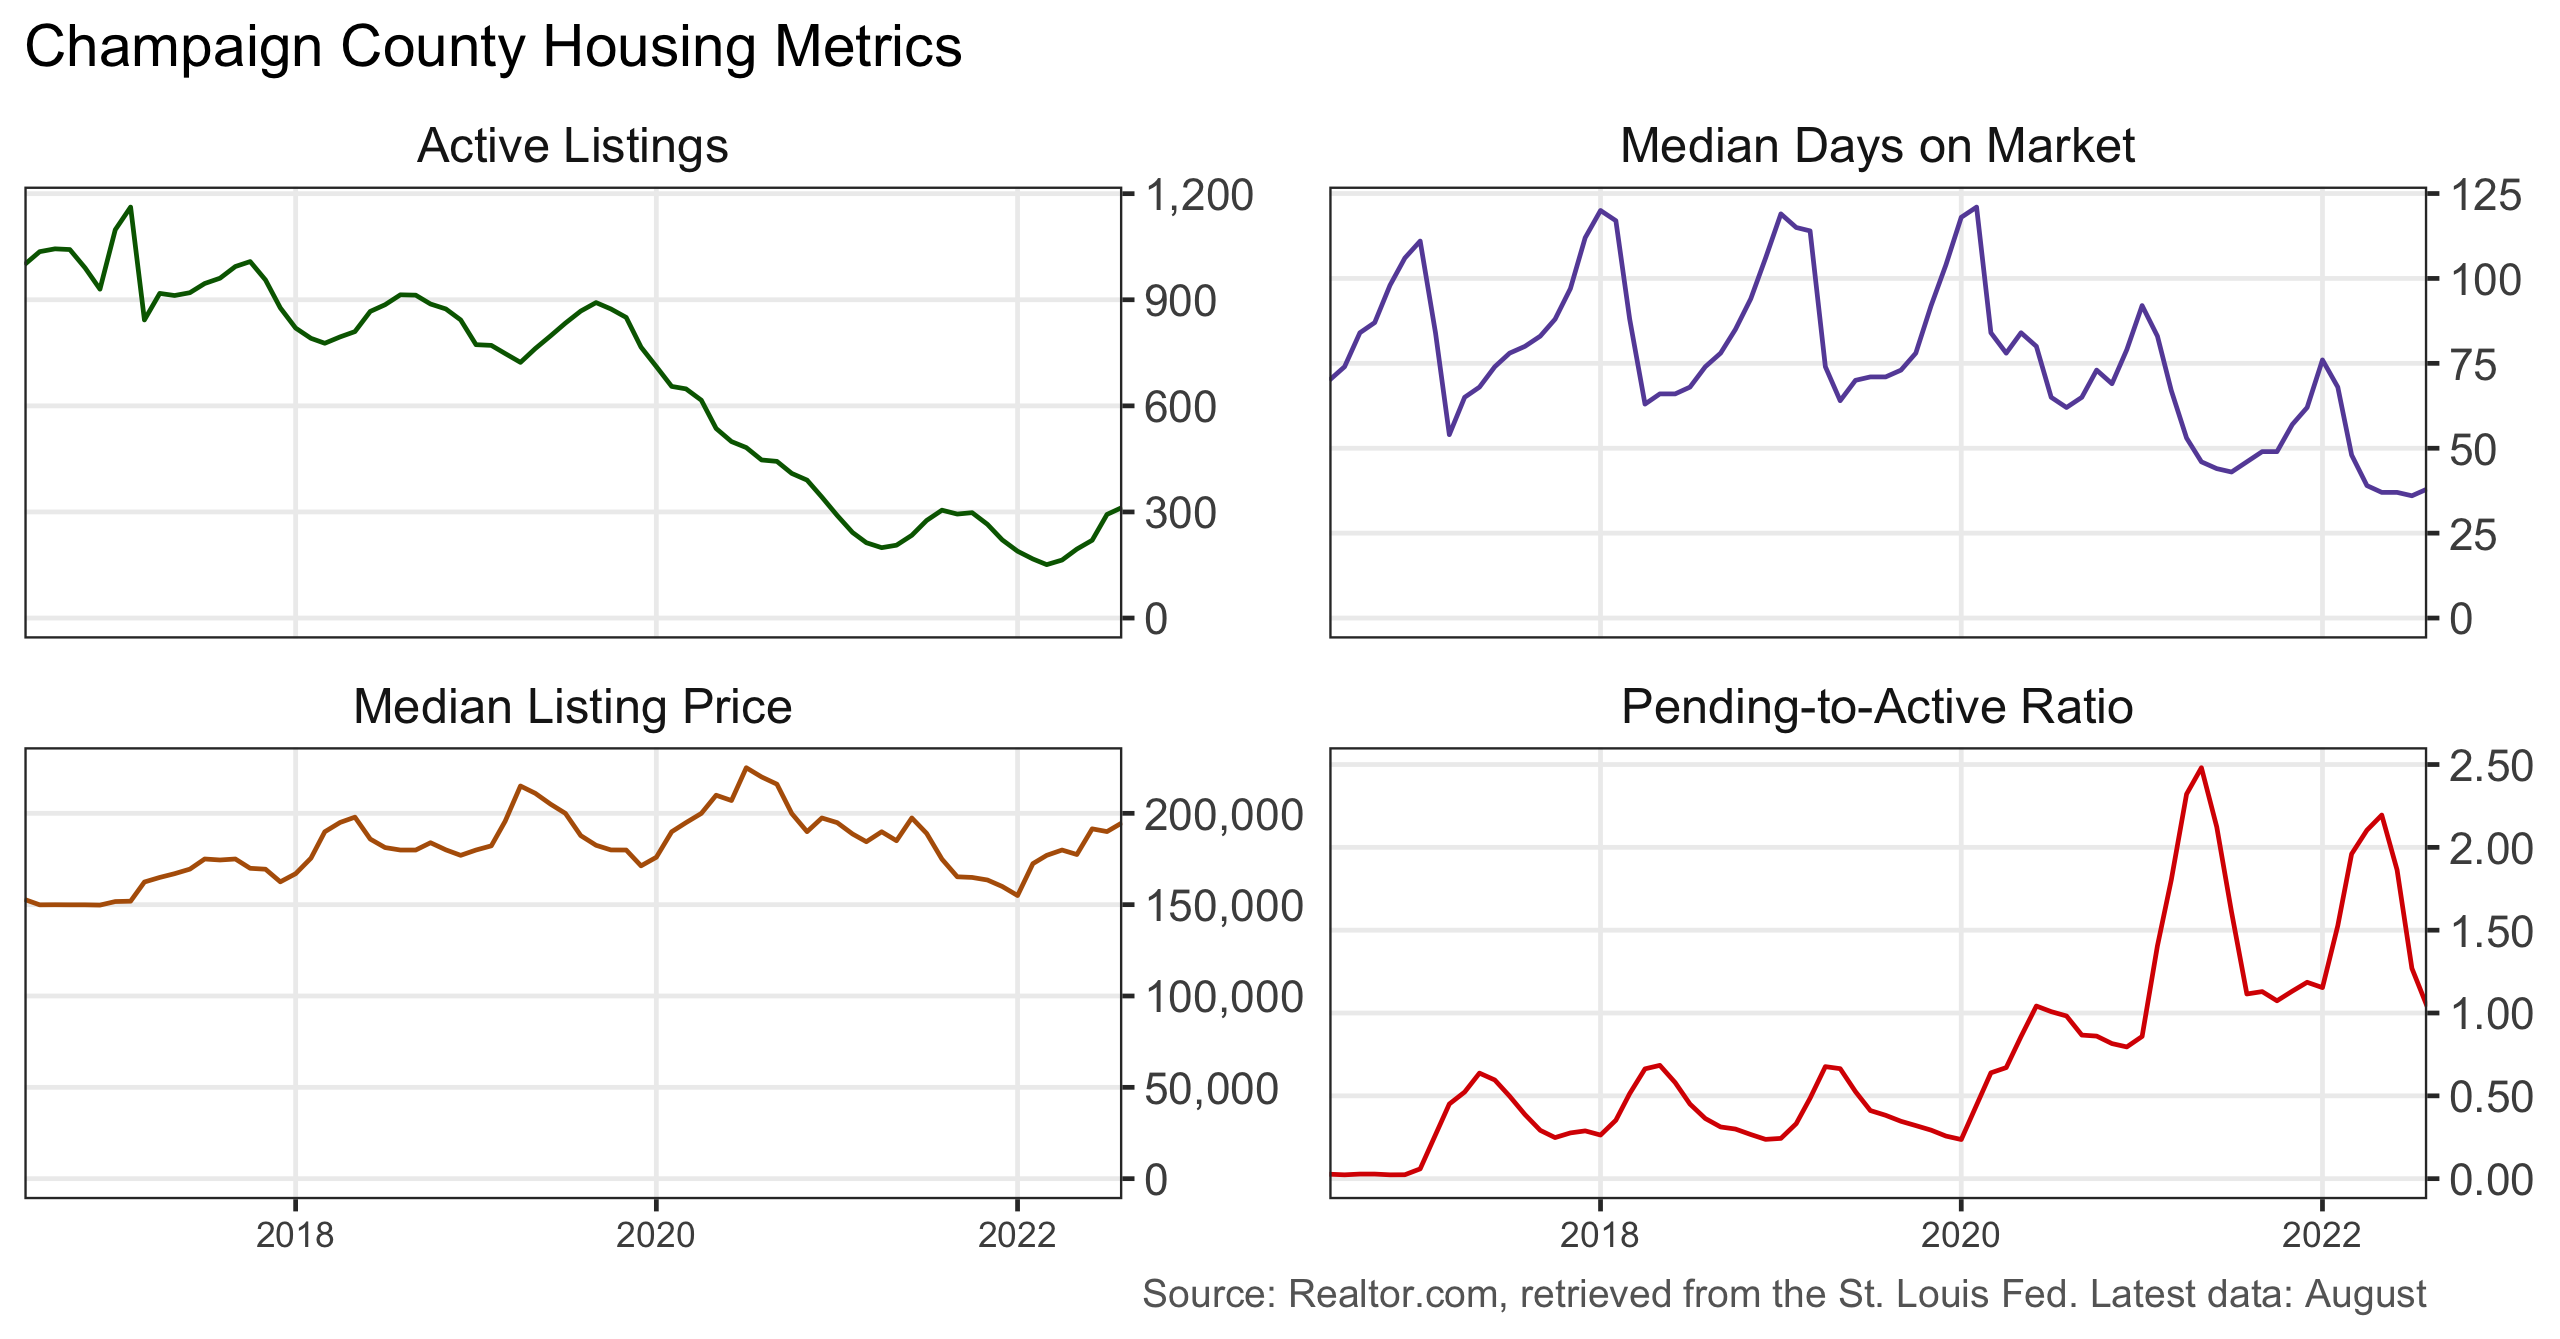 Champaign County Housing Metrics
Active Listings
1,200
900
600
300
0
Median Days on Market
125
100
75
50
25
0
Median Listing Price
200,000
150,000
100,000
50,000
0
2018 2020 2022
Pending-to-Active Ratio
2.50
2.00
1.50
1.00
0.50
0.00
2018 2020 2022
Source: Realtor.com, retrieved from the St. Louis Fed. Latest data: August